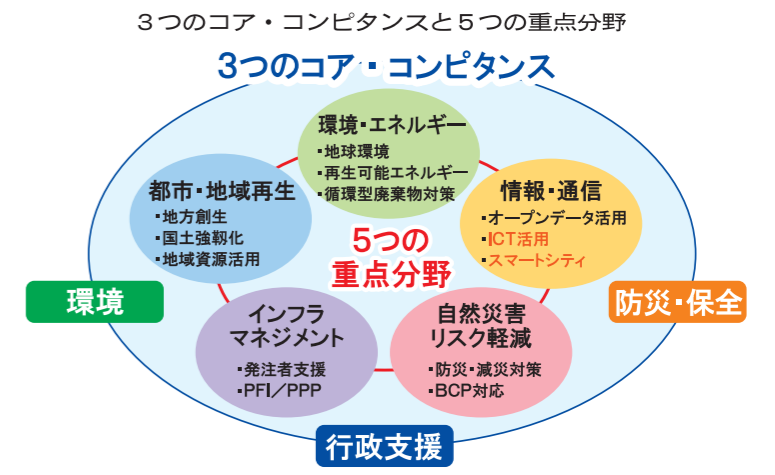 3つのコア・コンピタンスと5つの重点分野
3つのコア・コンピタンス
環境・エネルギー
▪地球環境
▪再生可能エネルギー
▪循環型廃棄物対策
都市・地域再生
▪地方創生
▪国土強靱化
▪地域資源活用
情報・通信
▪オープンデータ活用
▪ICT活用
▪スマートシティ
5つの
重点分野
環境
防災・保全
インフラ
マネジメント
▪発注者支援
▪PFI／PPP
自然災害
リスク軽減
▪防災・減災対策
▪BCP対応
行政支援